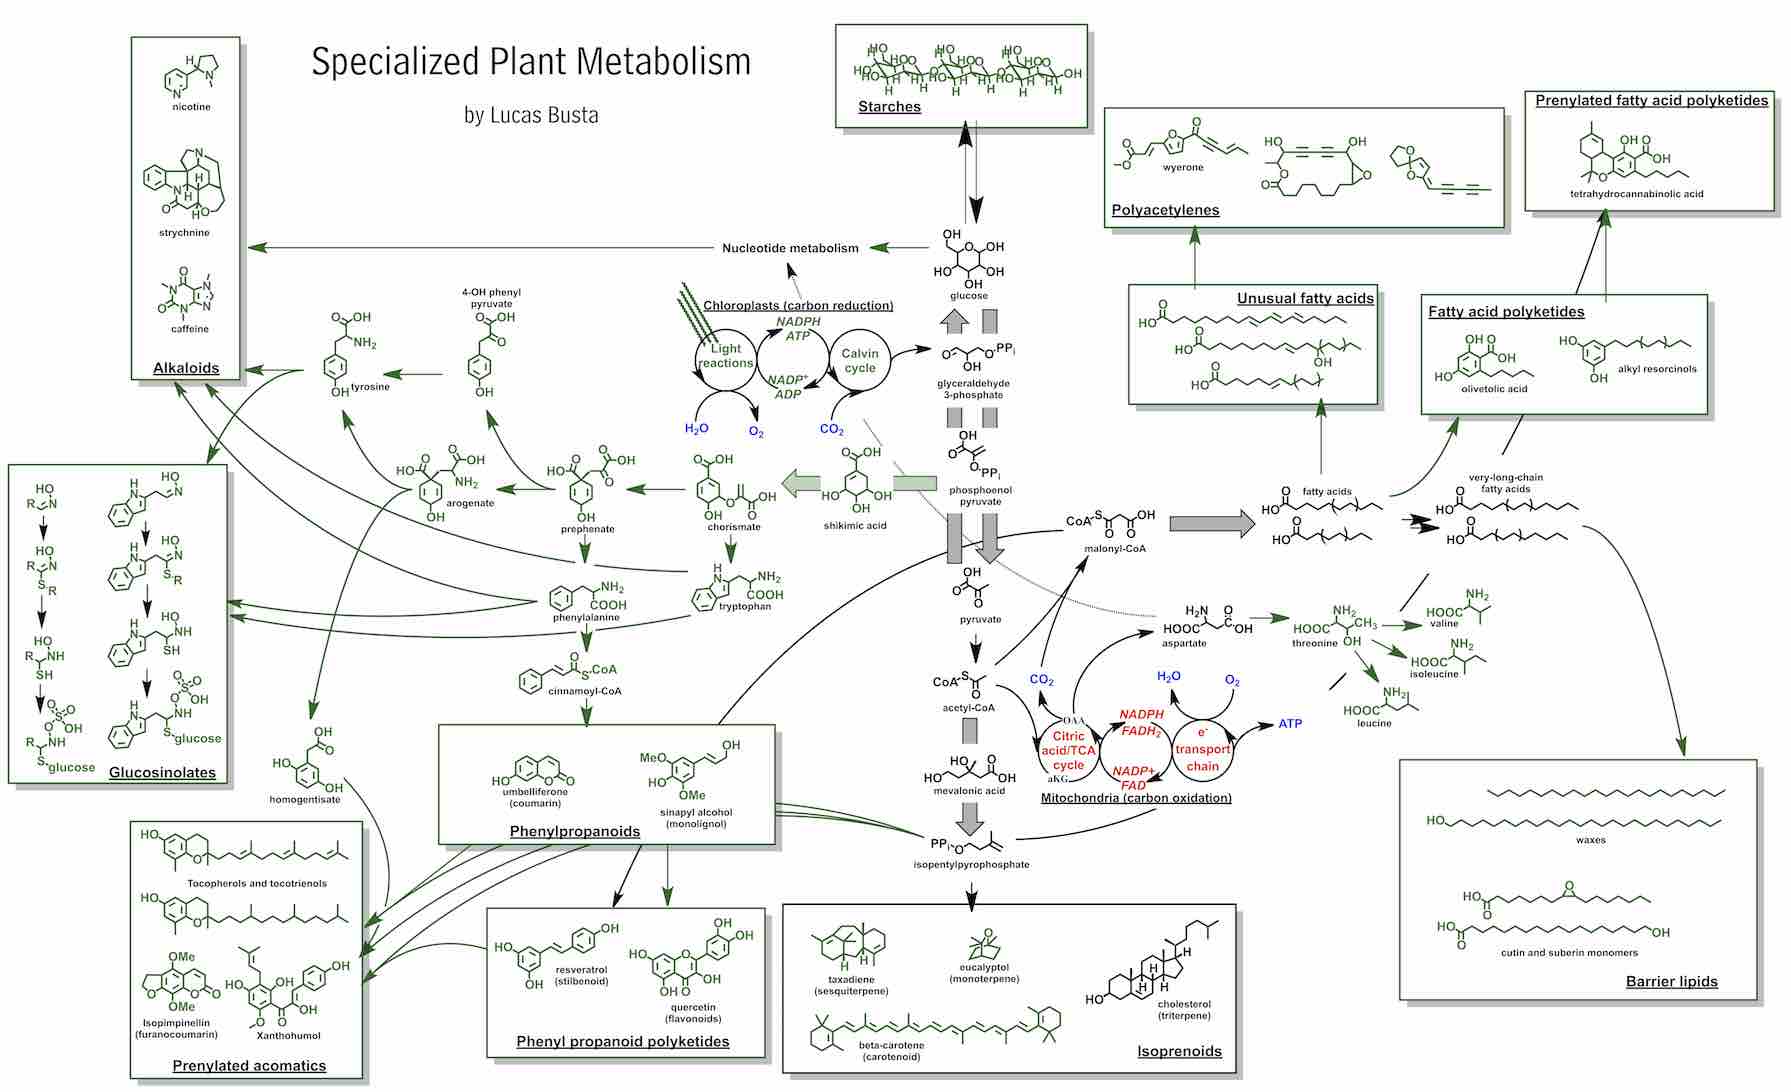 Specialized Plant Metabolism
by Lucas Busta
nicotine
strychnine
caffeine
Alkaloids
Starches
Nucleotide metabolism
glucose
Chloroplasts (carbon reduction)
NADPH
ATP
Light
reactions
Calvin
cycle
NADP+
ADP
H₂O
O₂
CO₂
glyceraldehyde
3-phosphate
phosphoenol
pyruvate
pyruvate
acetyl-CoA
mevalonic acid
isopentylpyrophosphate
4-OH phenyl
pyruvate
tyrosine
arogenate
prephenate
chorismate
shikimic acid
phenylalanine
tryptophan
cinnamoyl-CoA
homogentisate
glucose
glucose
Glucosinolates
umbelliferone
(coumarin)
sinapyl alcohol
(monolignol)
Phenylpropanoids
Tocopherols and tocotrienols
Isopimpinellin
(furanocoumarin)
Xanthohumol
Prenylated acomatics
resveratrol
(stilbenoid)
quercetin
(flavonoids)
Phenyl propanoid polyketides
taxadiene
(sesquiterpene)
eucalyptol
(monoterpene)
cholesterol
(triterpene)
beta-carotene
(carotenoid)
Isoprenoids
malonyl-CoA
CO₂
OAA
Citric
acid/TCA
cycle
aKG
NADPH
FADH₂
NADP+
FAD
e-
transport
chain
H₂O
O₂
ATP
Mitochondria (carbon oxidation)
aspartate
threonine
valine
isoleucine
leucine
wyerone
Polyacetylenes
Prenylated fatty acid polyketides
tetrahydrocannabinolic acid
Unusual fatty acids
Fatty acid polyketides
olivetolic acid
alkyl resorcinols
fatty acids
very-long-chain
fatty acids
waxes
cutin and suberin monomers
Barrier lipids